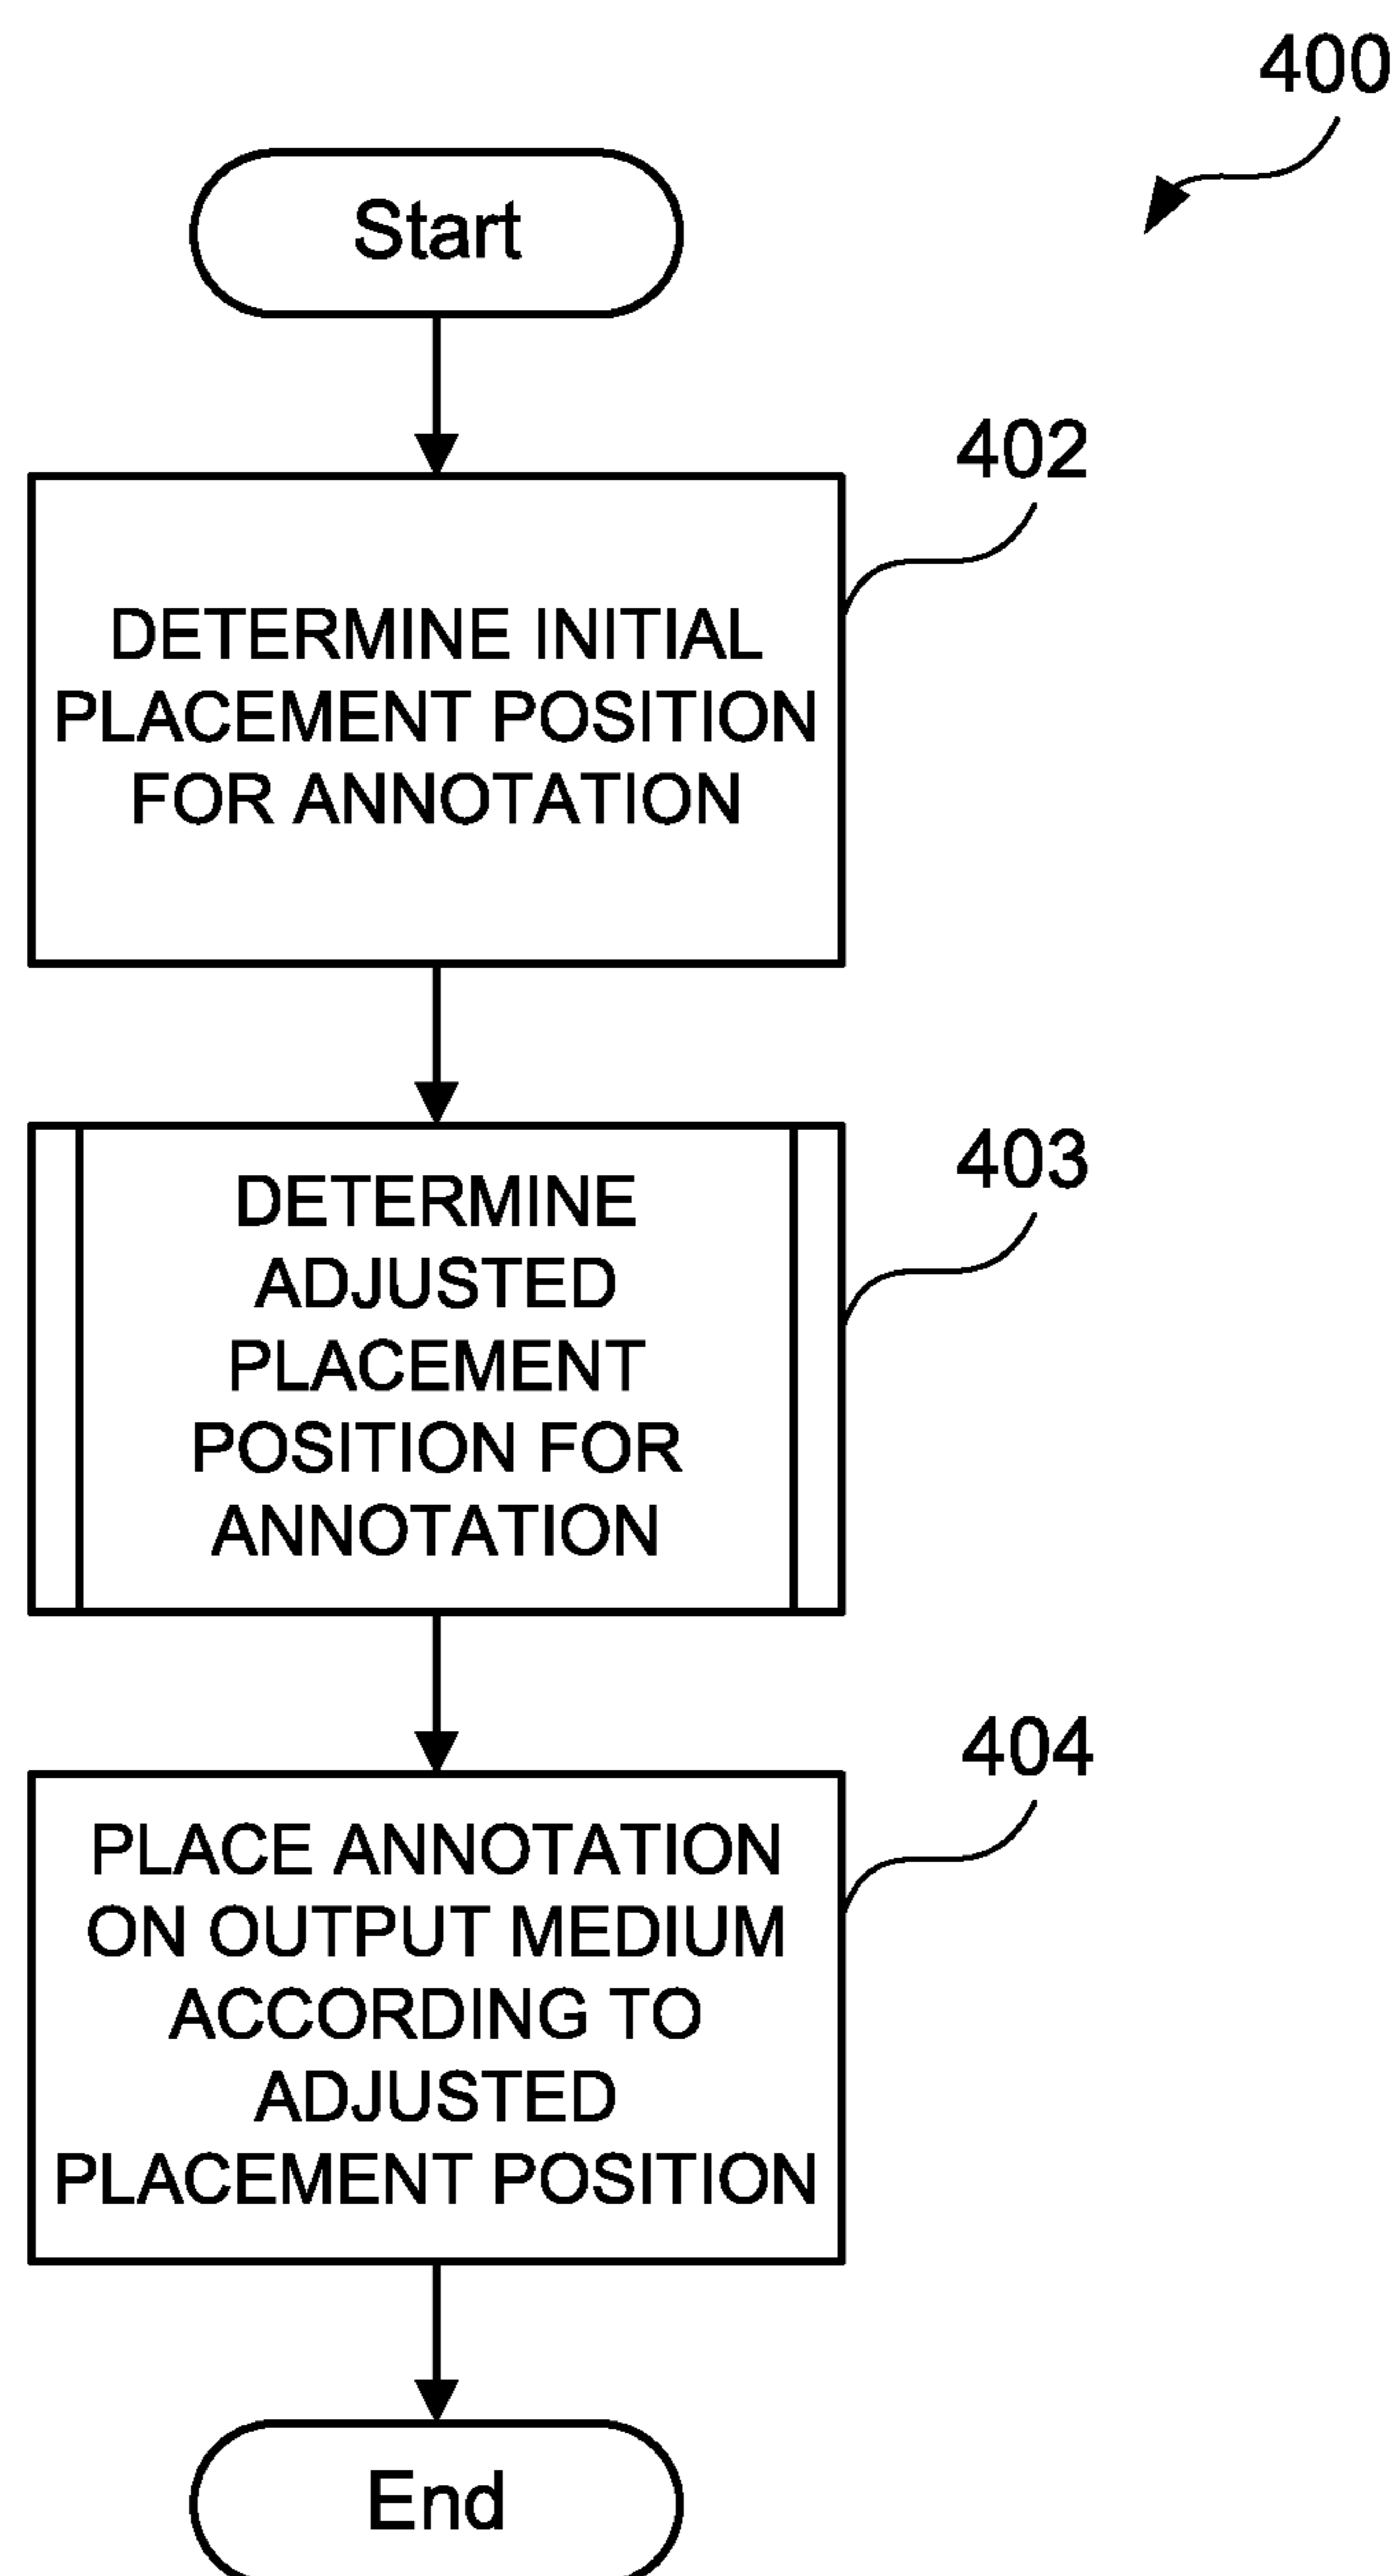 400
Start
402
DETERMINE INITIAL
PLACEMENT POSITION
FOR ANNOTATION
403
DETERMINE
ADJUSTED
PLACEMENT
POSITION FOR
ANNOTATION
404
PLACE ANNOTATION
ON OUTPUT MEDIUM
ACCORDING TO
ADJUSTED
PLACEMENT POSITION
End